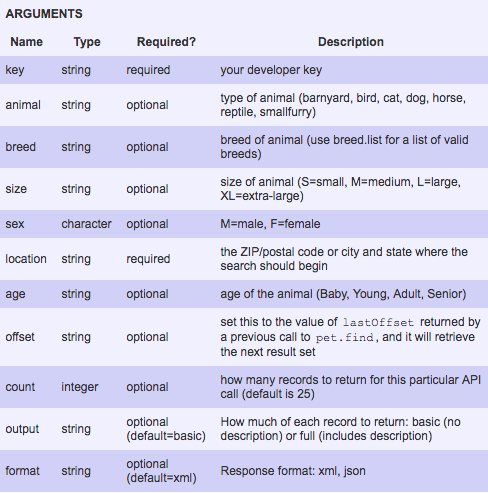 ARGUMENTS
Name Type Required? Description
key string required your developer key
animal string optional type of animal (barnyard, bird, cat, dog, horse,
reptile, smallfurry)
breed string optional breed of animal (use breed.list for a list of valid
breeds)
size string optional size of animal (S=small, M=medium, L=large,
XL=extra-large)
sex character optional M=male, F=female
location string required the ZIP/postal code or city and state where the
search should begin
age string optional age of the animal (Baby, Young, Adult, Senior)
offset string optional set this to the value of lastOffset returned by
a previous call to pet.find, and it will retrieve
the next result set
count integer optional how many records to return for this particular API
call (default is 25)
output string optional
(default=basic) How much of each record to return: basic (no
description) or full (includes description)
format string optional
(default=xml) Response format: xml, json